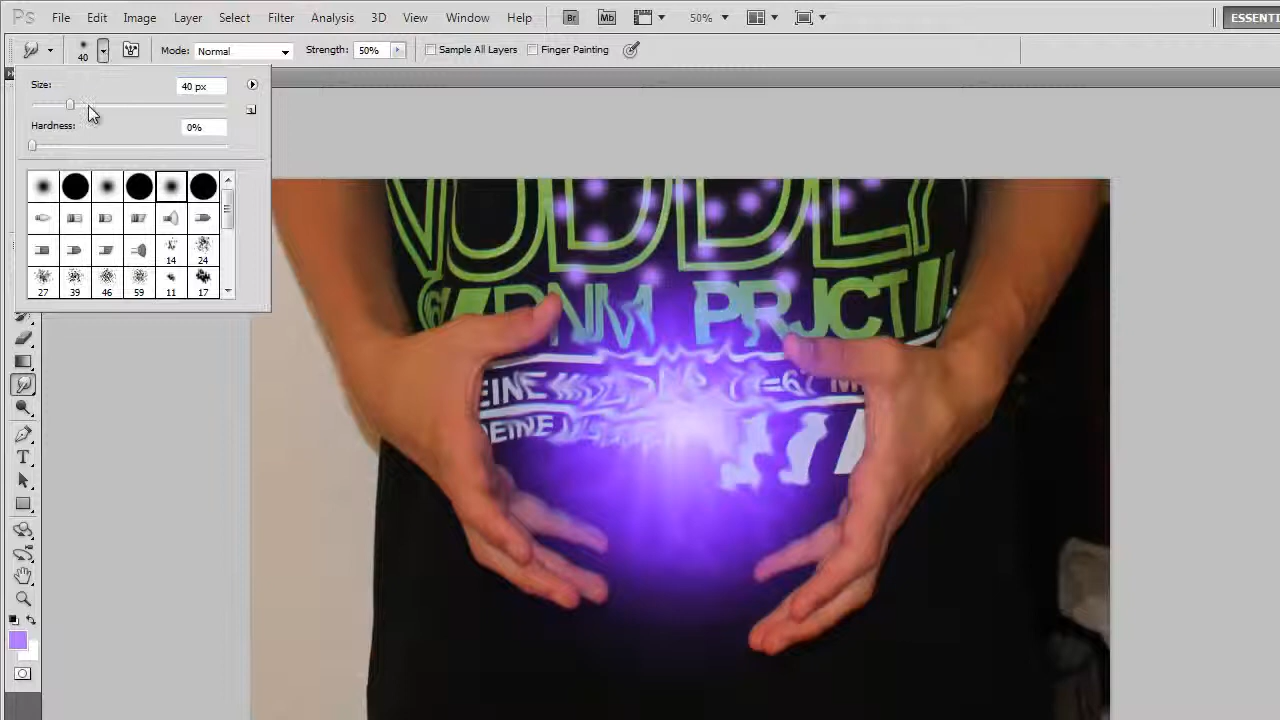 File Edit Image Layer Select Filter Analysis 3D View Window Help Br Mb 50% ESSENTI
40 Mode: Normal Strength: 50% Sample All Layers Finger Painting
Size: 40 px
Hardness: 0%
14 24
27 39 46 59 11 17
PRJCT
EINE
DEINE
T